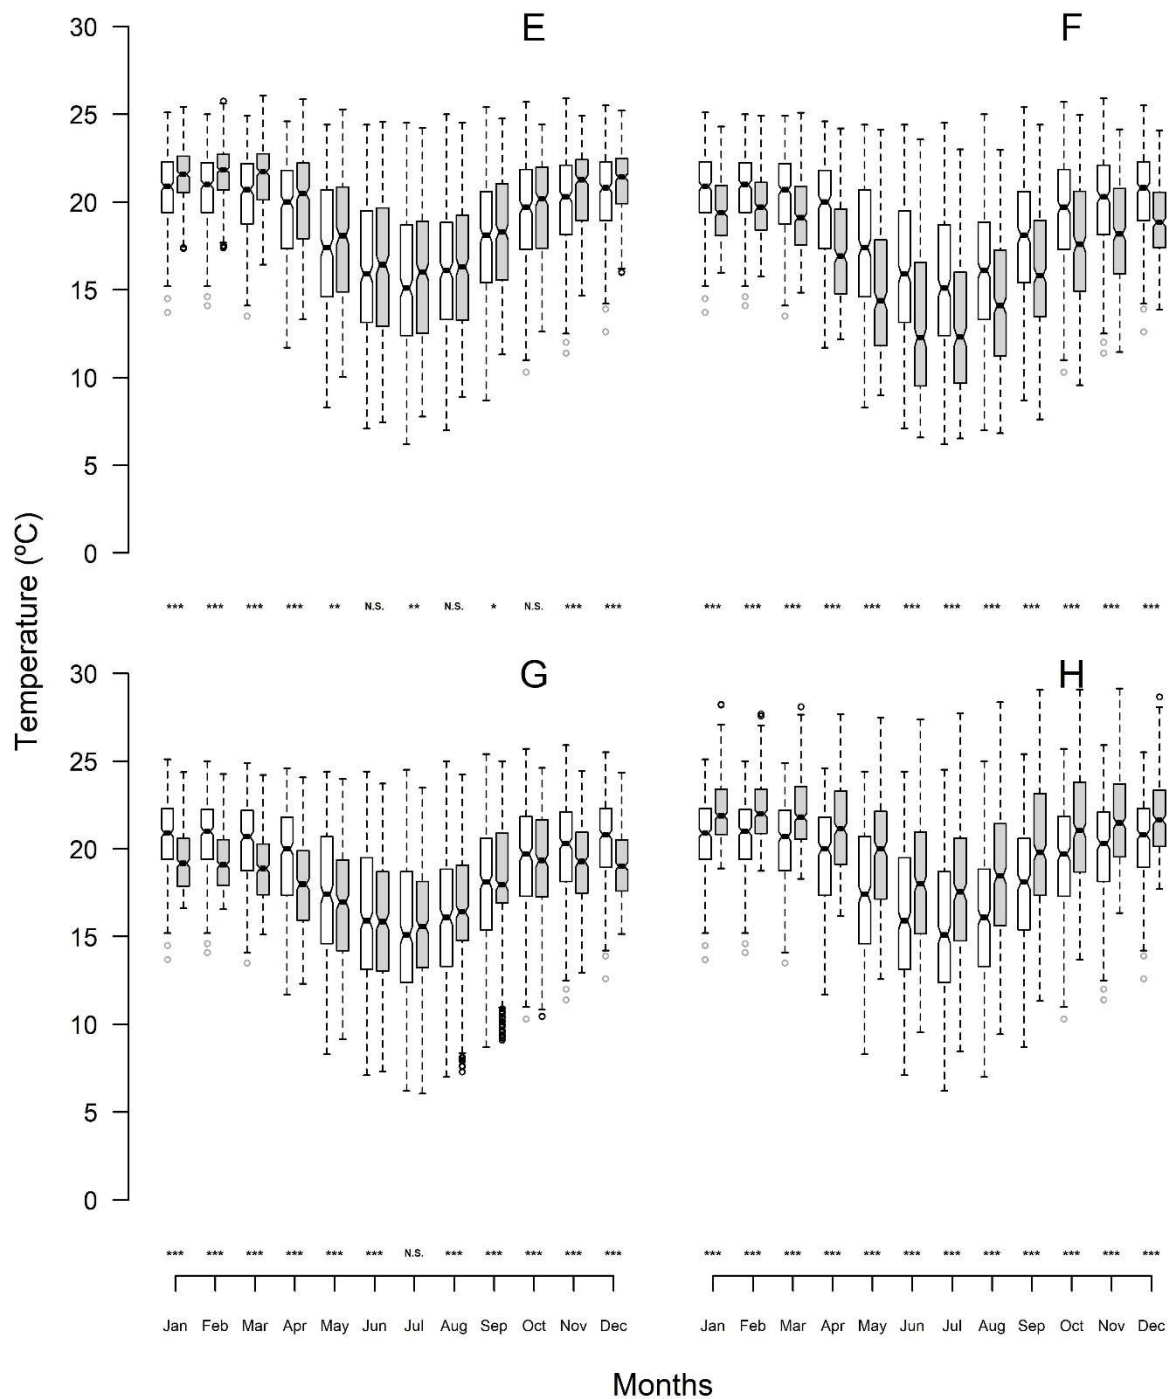 E
F
30
25
20
15
10
5
0
*** *** *** *** ** N.S. ** N.S. * N.S. *** ***
*** *** *** *** *** *** *** *** *** *** *** ***
Temperature (ºC)
G
H
30
25
20
15
10
5
0
*** *** *** *** *** *** N.S. *** *** *** *** ***
*** *** *** *** *** *** *** *** *** *** *** ***
Jan Feb Mar Apr May Jun Jul Aug Sep Oct Nov Dec
Jan Feb Mar Apr May Jun Jul Aug Sep Oct Nov Dec
Months